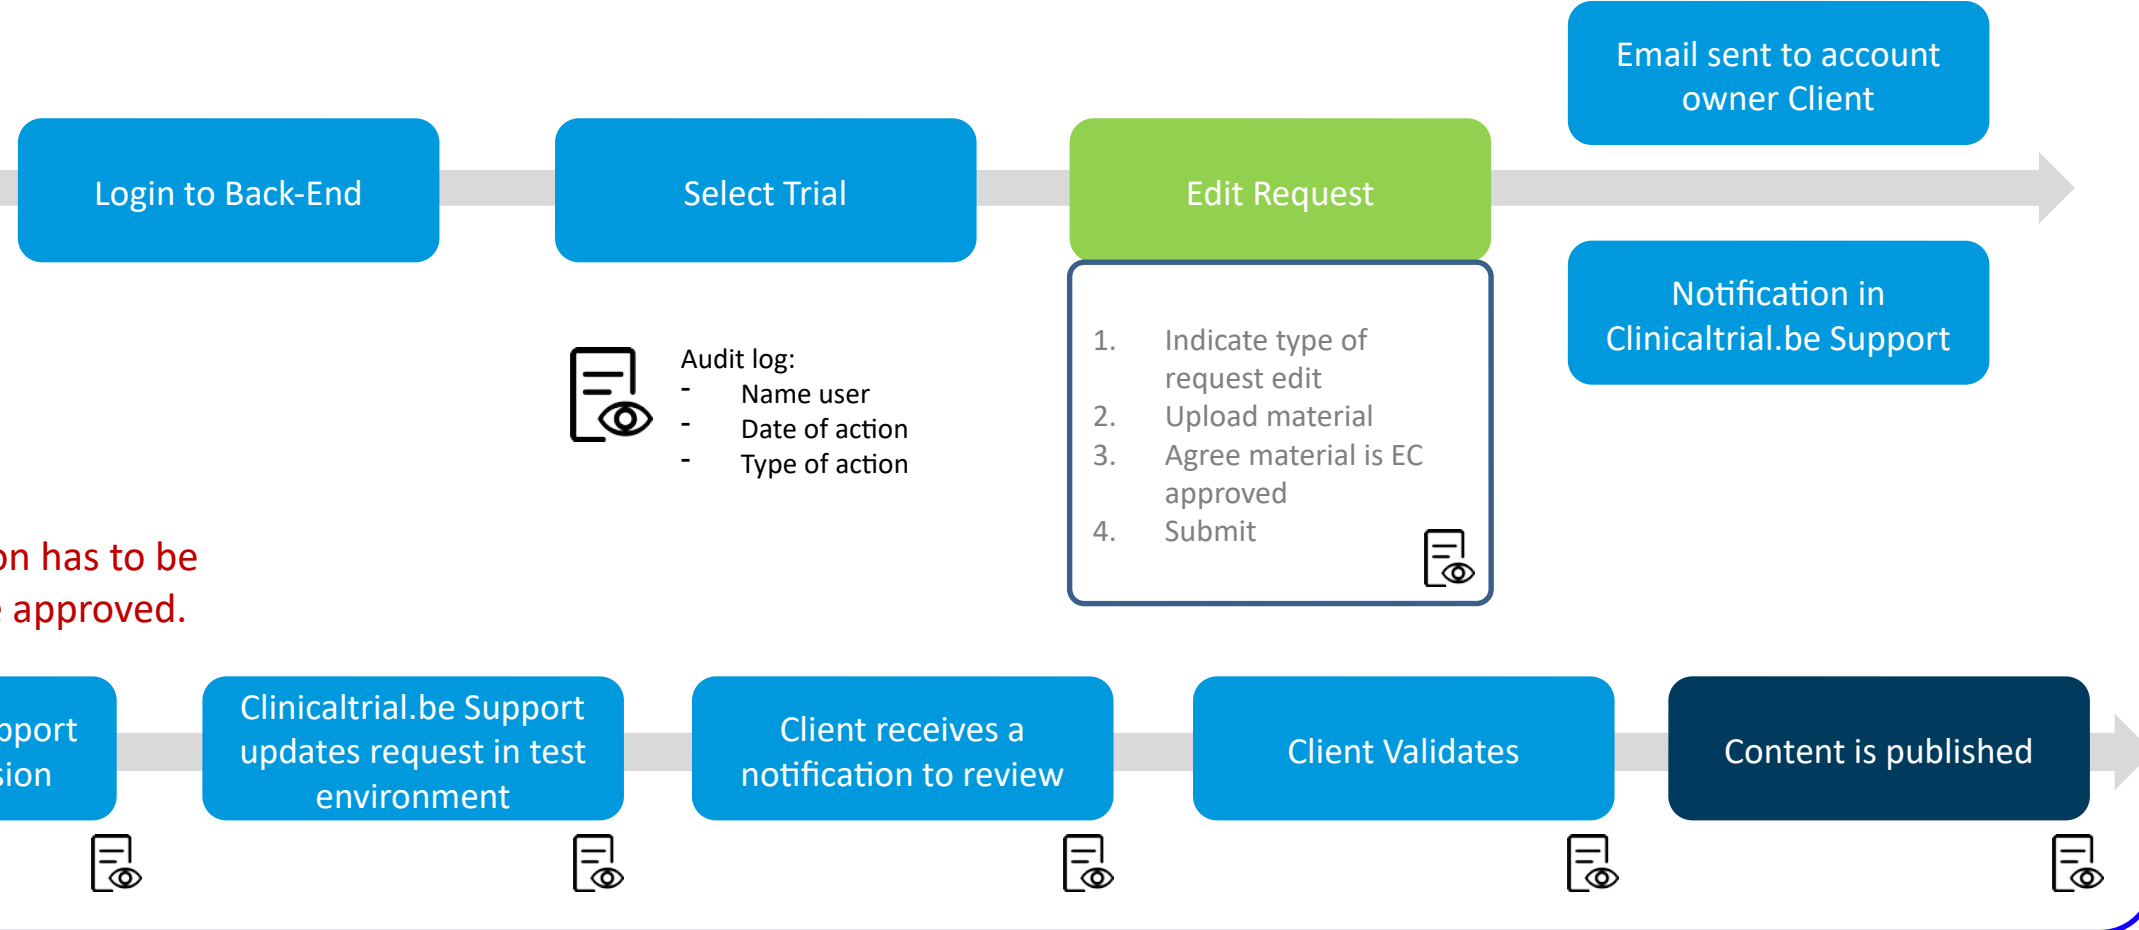 Email sent to account
owner Client
Login to Back-End
Select Trial
Edit Request
Notification in
Clinicaltrial.be Support
Audit log:
- Name user
- Date of action
- Type of action
1. Indicate type of
request edit
2. Upload material
3. Agree material is EC
approved
4. Submit
has to be
approved.
Clinicaltrial.be Support
updates request in test
environment
Client receives a
notification to review
Client Validates
Content is published